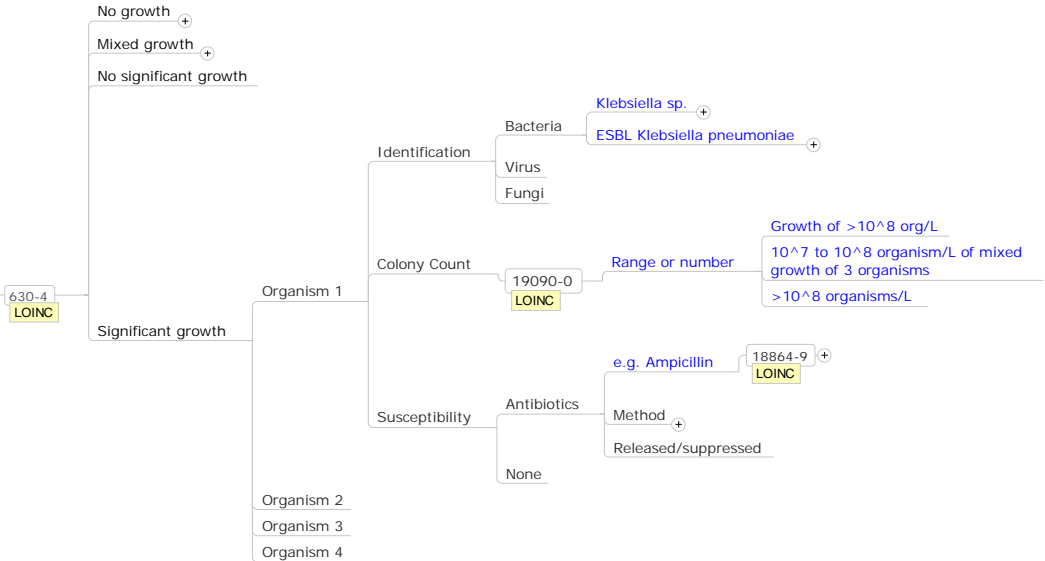 No growth
Mixed growth
No significant growth
Klebsiella sp.
Bacteria
ESBL Klebsiella pneumoniae
Identification
Virus
Fungi
Growth of >10^8 org/L
10^7 to 10^8 organism/L of mixed
growth of 3 organisms
Range or number
Colony Count
19090-0
LOINC
>10^8 organisms/L
630-4
LOINC
Organism 1
Significant growth
18864-9
LOINC
e.g. Ampicillin
Antibiotics
Method
Susceptibility
Released/suppressed
None
Organism 2
Organism 3
Organism 4